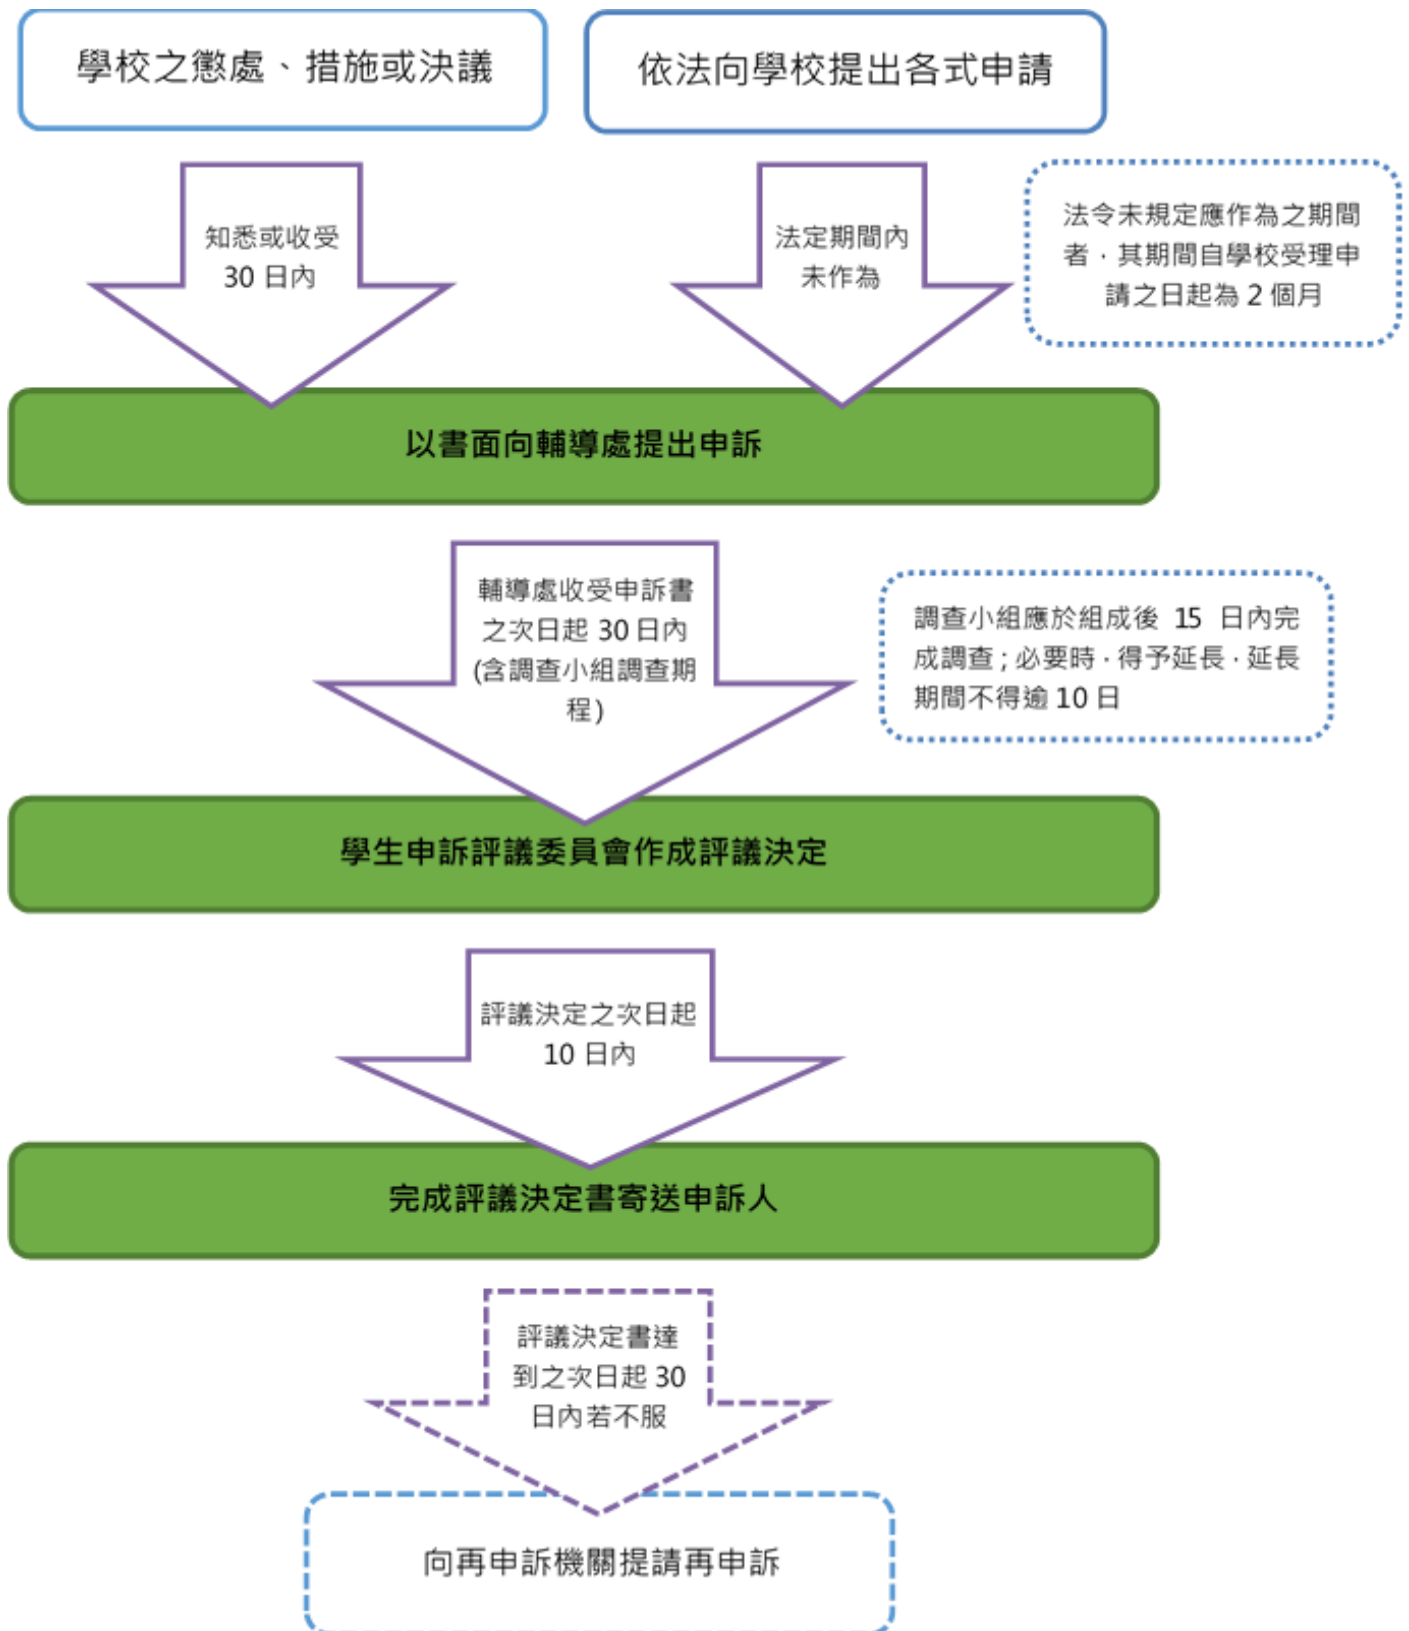 學校之懲處、措施或決議
依法向學校提出各式申請
知悉或收受
30 日內
法定期間內
未作為
法令未規定應作為之期間
者，其期間自學校受理申
請之日起為 2 個月
以書面向輔導處提出申訴
輔導處收受申訴書
之次日起 30 日內
(含調查小組調查期
程)
調查小組應於組成後 15 日內完
成調查；必要時，得予延長，延長
期間不得逾 10 日
學生申訴評議委員會作成評議決定
評議決定之次日起
10 日內
完成評議決定書寄送申訴人
評議決定書達
到之次日起 30
日內若不服
向再申訴機關提請再申訴